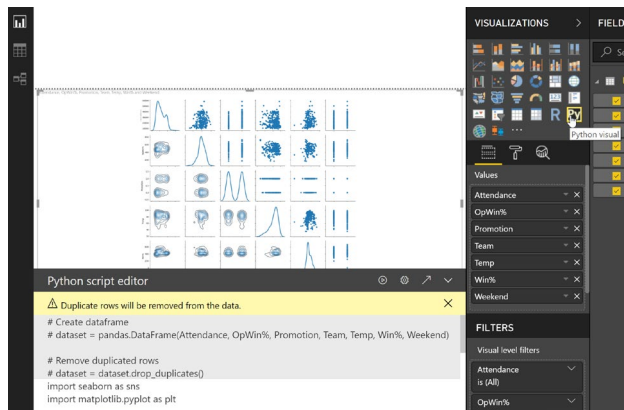 VISUALIZATIONS
FIELD
Python visual
Values
Attendance
OpWin%
Promotion
Team
Temp
Win%
Weekend
FILTERS
Visual level filters
Attendance
is (All)
OpWin%
Python script editor
Duplicate rows will be removed from the data.
# Create dataframe
# dataset = pandas.DataFrame(Attendance, OpWin%, Promotion, Team, Temp, Win%, Weekend)
# Remove duplicated rows
# dataset = dataset.drop_duplicates()
import seaborn as sns
import matplotlib.pyplot as plt